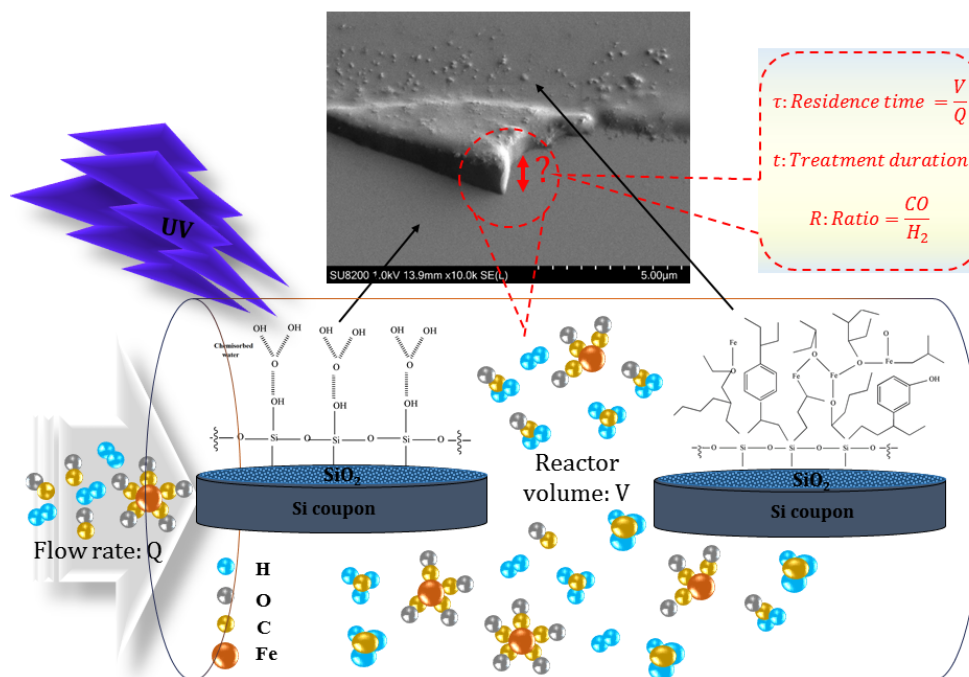 τ: Residence time = V/Q
t: Treatment duration
R: Ratio = CO/H₂
?
UV
SU8200 1.0kV 13.9mm x10.0k SE(L)
5.00μm
OH OH OH OH OH OH
Chemisorbed
water
O O O
OH OH OH
O Si O Si O Si O
SiO₂
Si coupon
Fe O
O O O Fe
Fe Fe
O OH
O Si O Si O Si O
SiO₂
Si coupon
Reactor
volume: V
Flow rate: Q
H
O
C
Fe